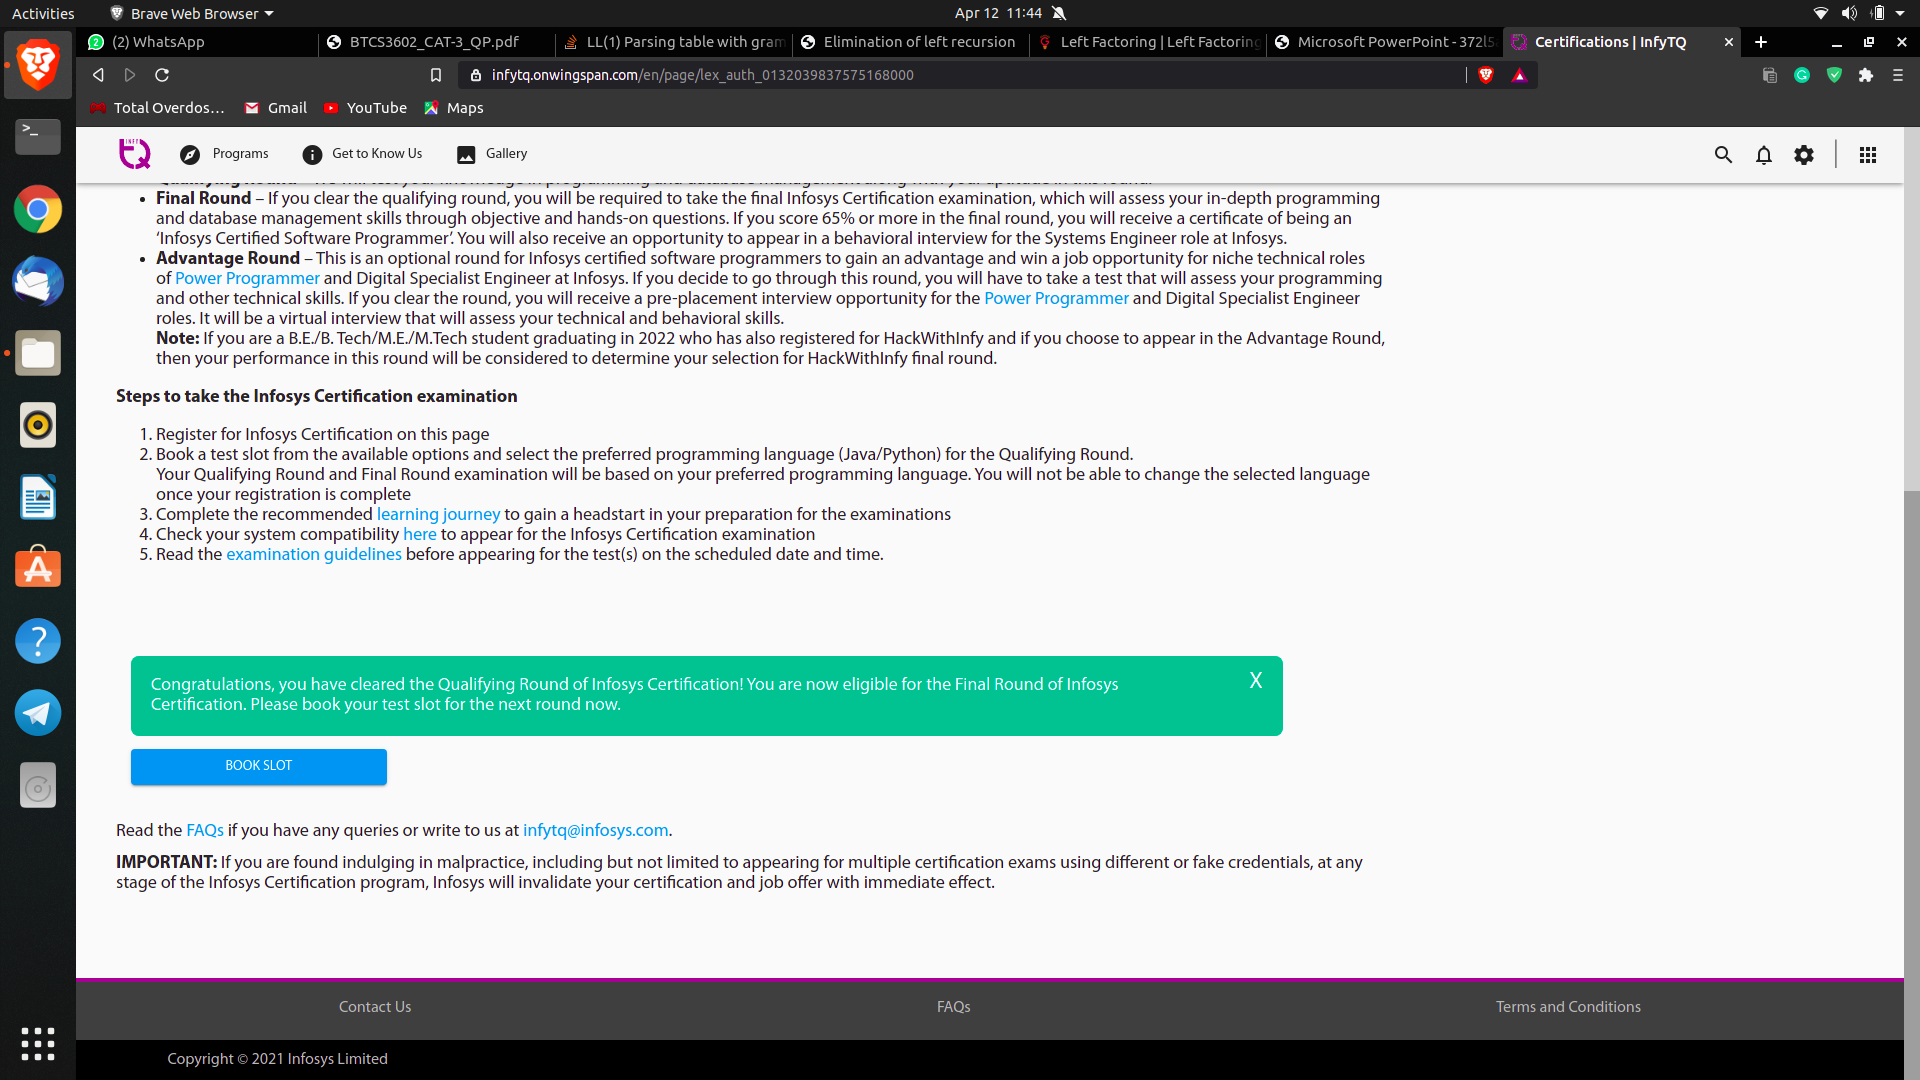 Activities
Brave Web Browser
Apr 12 11:44
(2) WhatsApp
BTCS3602_CAT-3_QP.pdf
LL(1) Parsing table with gram
Elimination of left recursion
Left Factoring | Left Factoring
Microsoft PowerPoint - 372l5
Certifications | InfyTQ
infytq.onwingspan.com/en/page/lex_auth_0132039837575168000
Total Overdos...
Gmail
YouTube
Maps
Programs
Get to Know Us
Gallery
• Final Round – If you clear the qualifying round, you will be required to take the final Infosys Certification examination, which will assess your in-depth programming
and database management skills through objective and hands-on questions. If you score 65% or more in the final round, you will receive a certificate of being an
‘Infosys Certified Software Programmer’. You will also receive an opportunity to appear in a behavioral interview for the Systems Engineer role at Infosys.
• Advantage Round – This is an optional round for Infosys certified software programmers to gain an advantage and win a job opportunity for niche technical roles
of Power Programmer and Digital Specialist Engineer at Infosys. If you decide to go through this round, you will have to take a test that will assess your programming
and other technical skills. If you clear the round, you will receive a pre-placement interview opportunity for the Power Programmer and Digital Specialist Engineer
roles. It will be a virtual interview that will assess your technical and behavioral skills.
Note: If you are a B.E./B. Tech/M.E./M.Tech student graduating in 2022 who has also registered for HackWithInfy and if you choose to appear in the Advantage Round,
then your performance in this round will be considered to determine your selection for HackWithInfy final round.
Steps to take the Infosys Certification examination
1. Register for Infosys Certification on this page
2. Book a test slot from the available options and select the preferred programming language (Java/Python) for the Qualifying Round.
Your Qualifying Round and Final Round examination will be based on your preferred programming language. You will not be able to change the selected language
once your registration is complete
3. Complete the recommended learning journey to gain a headstart in your preparation for the examinations
4. Check your system compatibility here to appear for the Infosys Certification examination
5. Read the examination guidelines before appearing for the test(s) on the scheduled date and time.
Congratulations, you have cleared the Qualifying Round of Infosys Certification! You are now eligible for the Final Round of Infosys
Certification. Please book your test slot for the next round now.
X
BOOK SLOT
Read the FAQs if you have any queries or write to us at infytq@infosys.com.
IMPORTANT: If you are found indulging in malpractice, including but not limited to appearing for multiple certification exams using different or fake credentials, at any
stage of the Infosys Certification program, Infosys will invalidate your certification and job offer with immediate effect.
Contact Us
FAQs
Terms and Conditions
Copyright © 2021 Infosys Limited